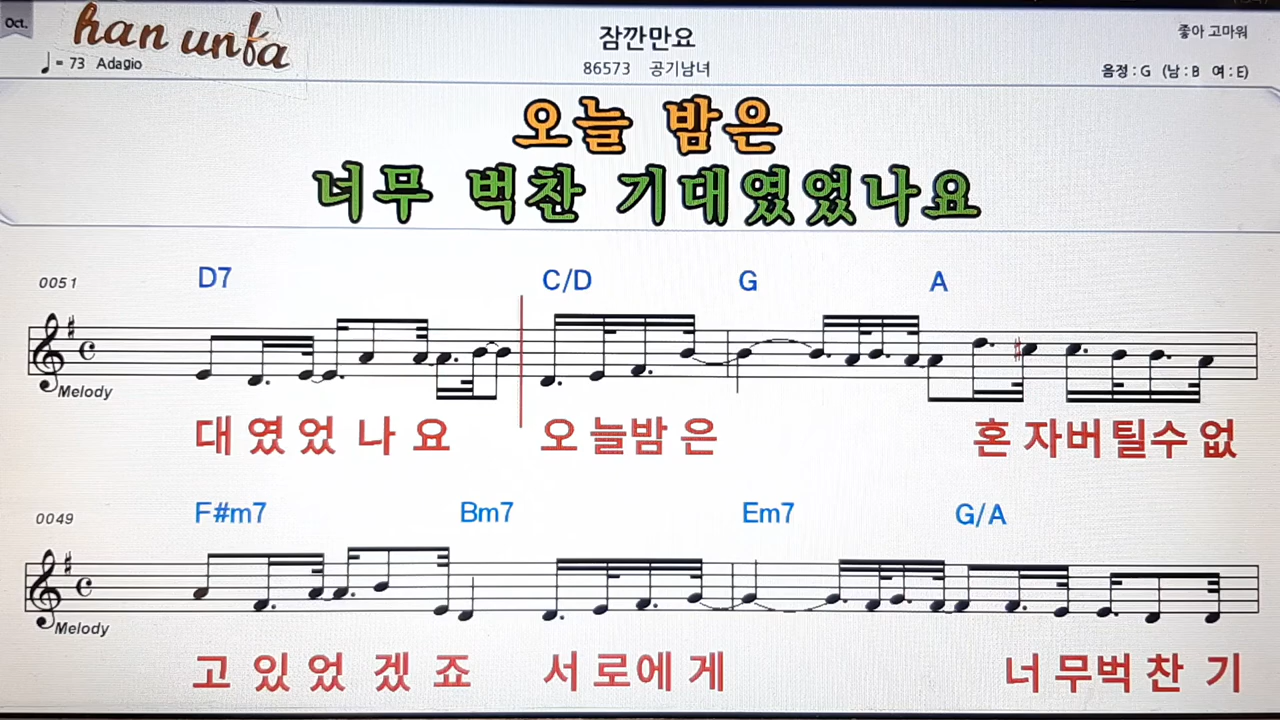 Oct.
han unfa
♩= 73 Adagio
잠깐만요
86573 공기남녀
좋아 고마워
음정 : G (남 : B 여 : E)
오늘 밤은
너무 벅찬 기대였었나요
0051
D7 C/D G A
Melody
대 였 었 나 요 오 늘밤 은 혼 자버 틸수 없
0049
F#m7 Bm7 Em7 G/A
Melody
고 있 었 겠 죠 서 로에 게 너 무벅 찬 기